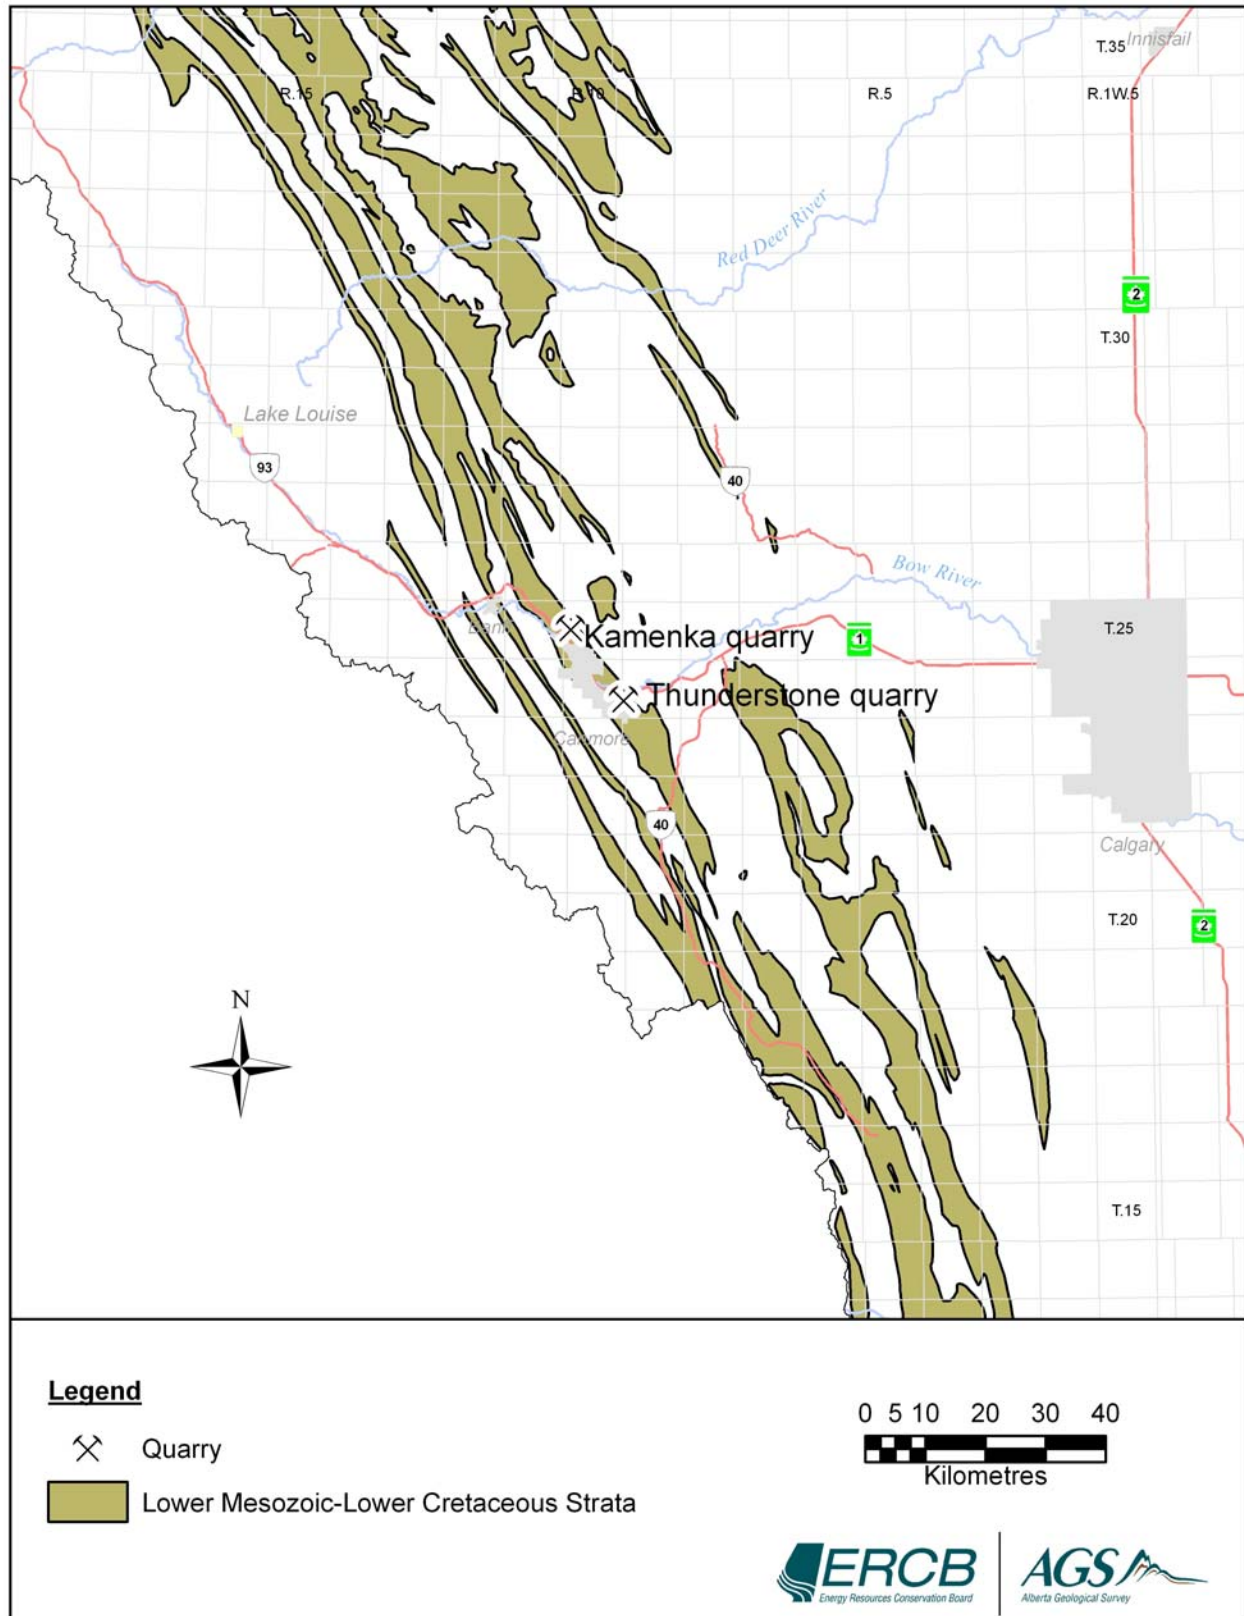 T.35
Innisfail
R.15
R.10
R.5
R.1W.5
Red Deer River
2
T.30
Lake Louise
93
40
Bow River
Banff
T.25
Kamenka quarry
1
Thunderstone quarry
Canmore
40
Calgary
T.20
2
N
T.15
Legend
Quarry
Lower Mesozoic-Lower Cretaceous Strata
0 5 10 20 30 40
Kilometres
ERCB
Energy Resources Conservation Board
AGS
Alberta Geological Survey